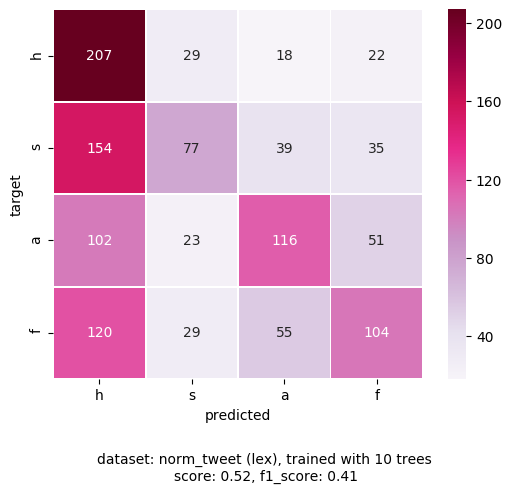 h 207 29 18 22
s 154 77 39 35
a 102 23 116 51
f 120 29 55 104
h s a f
target
predicted
200
160
120
80
40
dataset: norm_tweet (lex), trained with 10 trees
score: 0.52, f1_score: 0.41